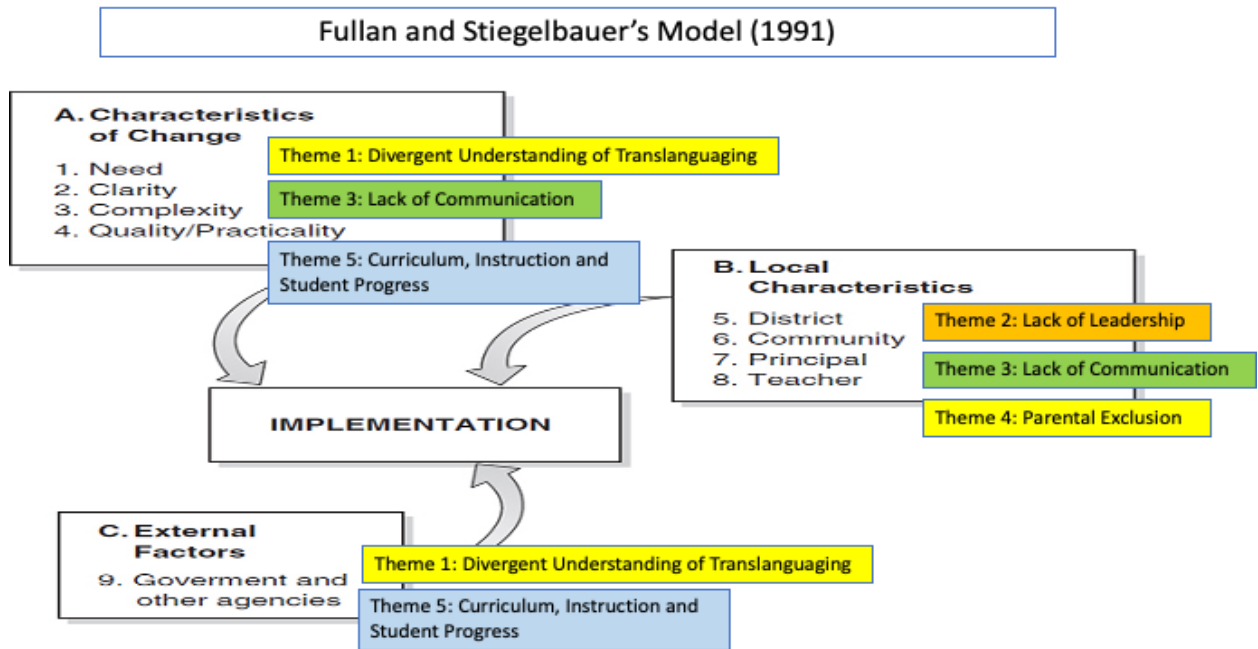 Fullan and Stiegelbauer’s Model (1991)
A. Characteristics
of Change
1. Need
2. Clarity
3. Complexity
4. Quality/Practicality
Theme 1: Divergent Understanding of Translanguaging
Theme 3: Lack of Communication
Theme 5: Curriculum, Instruction and
Student Progress
B. Local
Characteristics
5. District
6. Community
7. Principal
8. Teacher
Theme 2: Lack of Leadership
Theme 3: Lack of Communication
Theme 4: Parental Exclusion
IMPLEMENTATION
C. External
Factors
9. Goverment and
other agencies
Theme 1: Divergent Understanding of Translanguaging
Theme 5: Curriculum, Instruction and
Student Progress